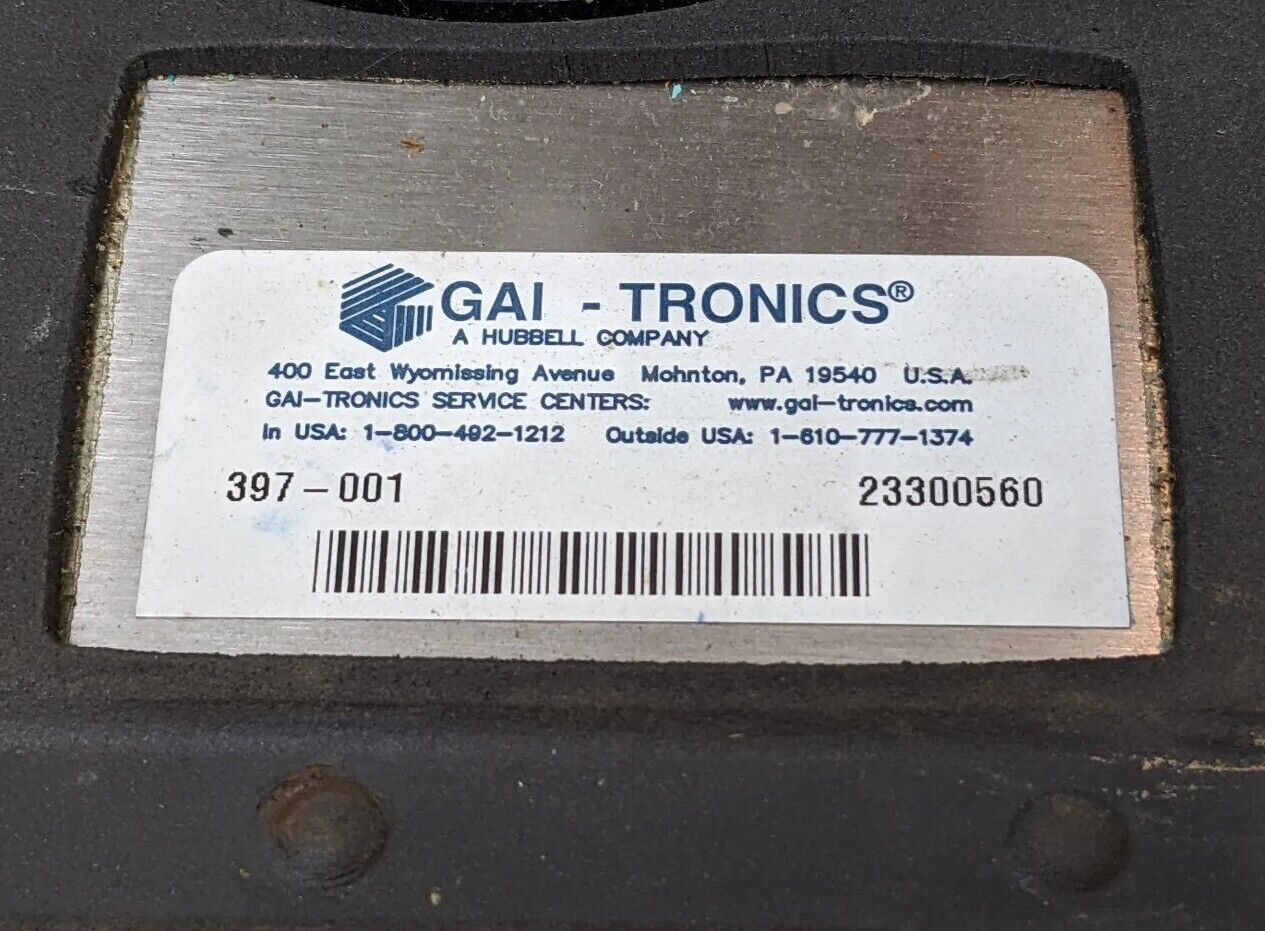 GAI - TRONICS®
A HUBBELL COMPANY
400 East Wyomissing Avenue Mohnton, PA 19540 U.S.A.
GAI-TRONICS SERVICE CENTERS: www.gai-tronics.com
In USA: 1-800-492-1212 Outside USA: 1-610-777-1374
397-001 23300560